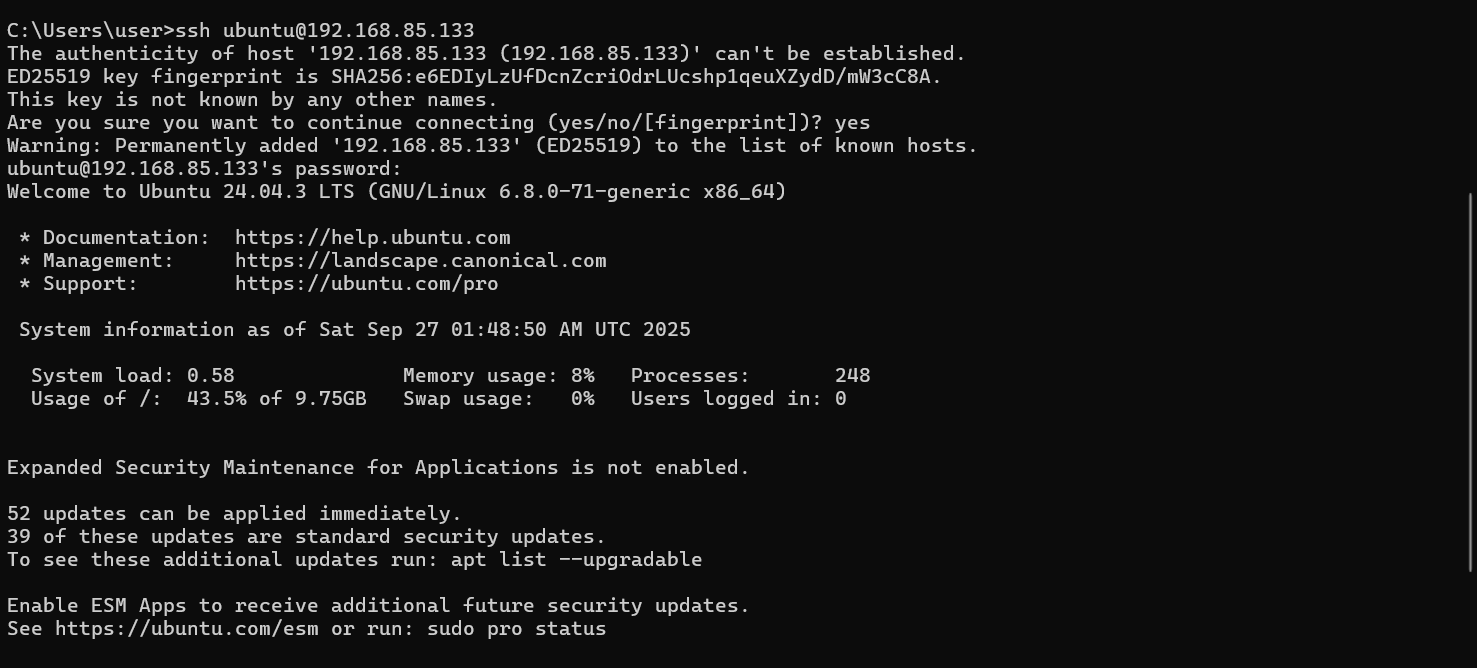 C:\Users\user>ssh ubuntu@192.168.85.133
The authenticity of host '192.168.85.133 (192.168.85.133)' can't be established.
ED25519 key fingerprint is SHA256:e6EDIyLzUfDcnZcriOdrLUcshp1qeuXZydD/mW3cC8A.
This key is not known by any other names.
Are you sure you want to continue connecting (yes/no/[fingerprint])? yes
Warning: Permanently added '192.168.85.133' (ED25519) to the list of known hosts.
ubuntu@192.168.85.133's password:
Welcome to Ubuntu 24.04.3 LTS (GNU/Linux 6.8.0-71-generic x86_64)
* Documentation:  https://help.ubuntu.com
* Management:     https://landscape.canonical.com
* Support:        https://ubuntu.com/pro
System information as of Sat Sep 27 01:48:50 AM UTC 2025
System load: 0.58              Memory usage: 8%   Processes:       248
Usage of /:  43.5% of 9.75GB   Swap usage:   0%   Users logged in: 0
Expanded Security Maintenance for Applications is not enabled.
52 updates can be applied immediately.
39 of these updates are standard security updates.
To see these additional updates run: apt list --upgradable
Enable ESM Apps to receive additional future security updates.
See https://ubuntu.com/esm or run: sudo pro status